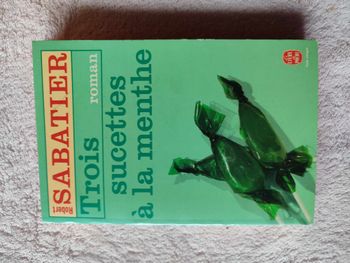 Robert
SABATIER
Trois
roman
sucettes
à la menthe